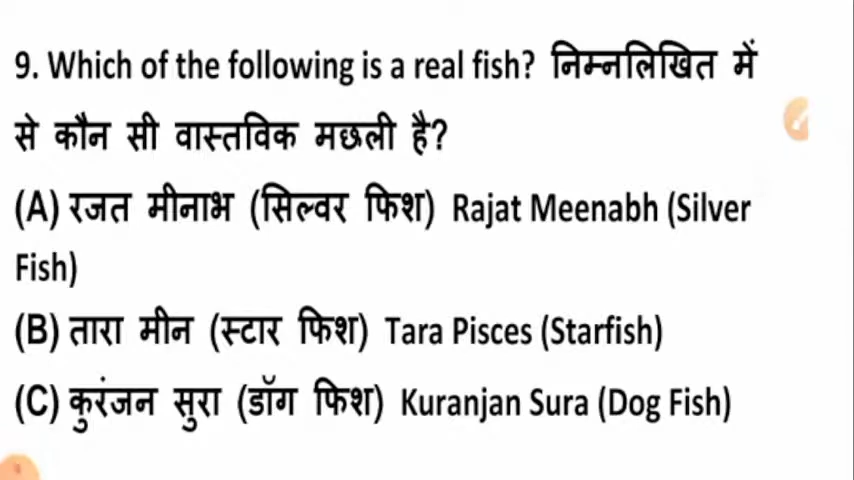 9. Which of the following is a real fish? निम्नलिखित में
से कौन सी वास्तविक मछली है?
(A) रजत मीनाभ (सिल्वर फिश) Rajat Meenabh (Silver
Fish)
(B) तारा मीन (स्टार फिश) Tara Pisces (Starfish)
(C) कुरंजन सुरा (डॉग फिश) Kuranjan Sura (Dog Fish)